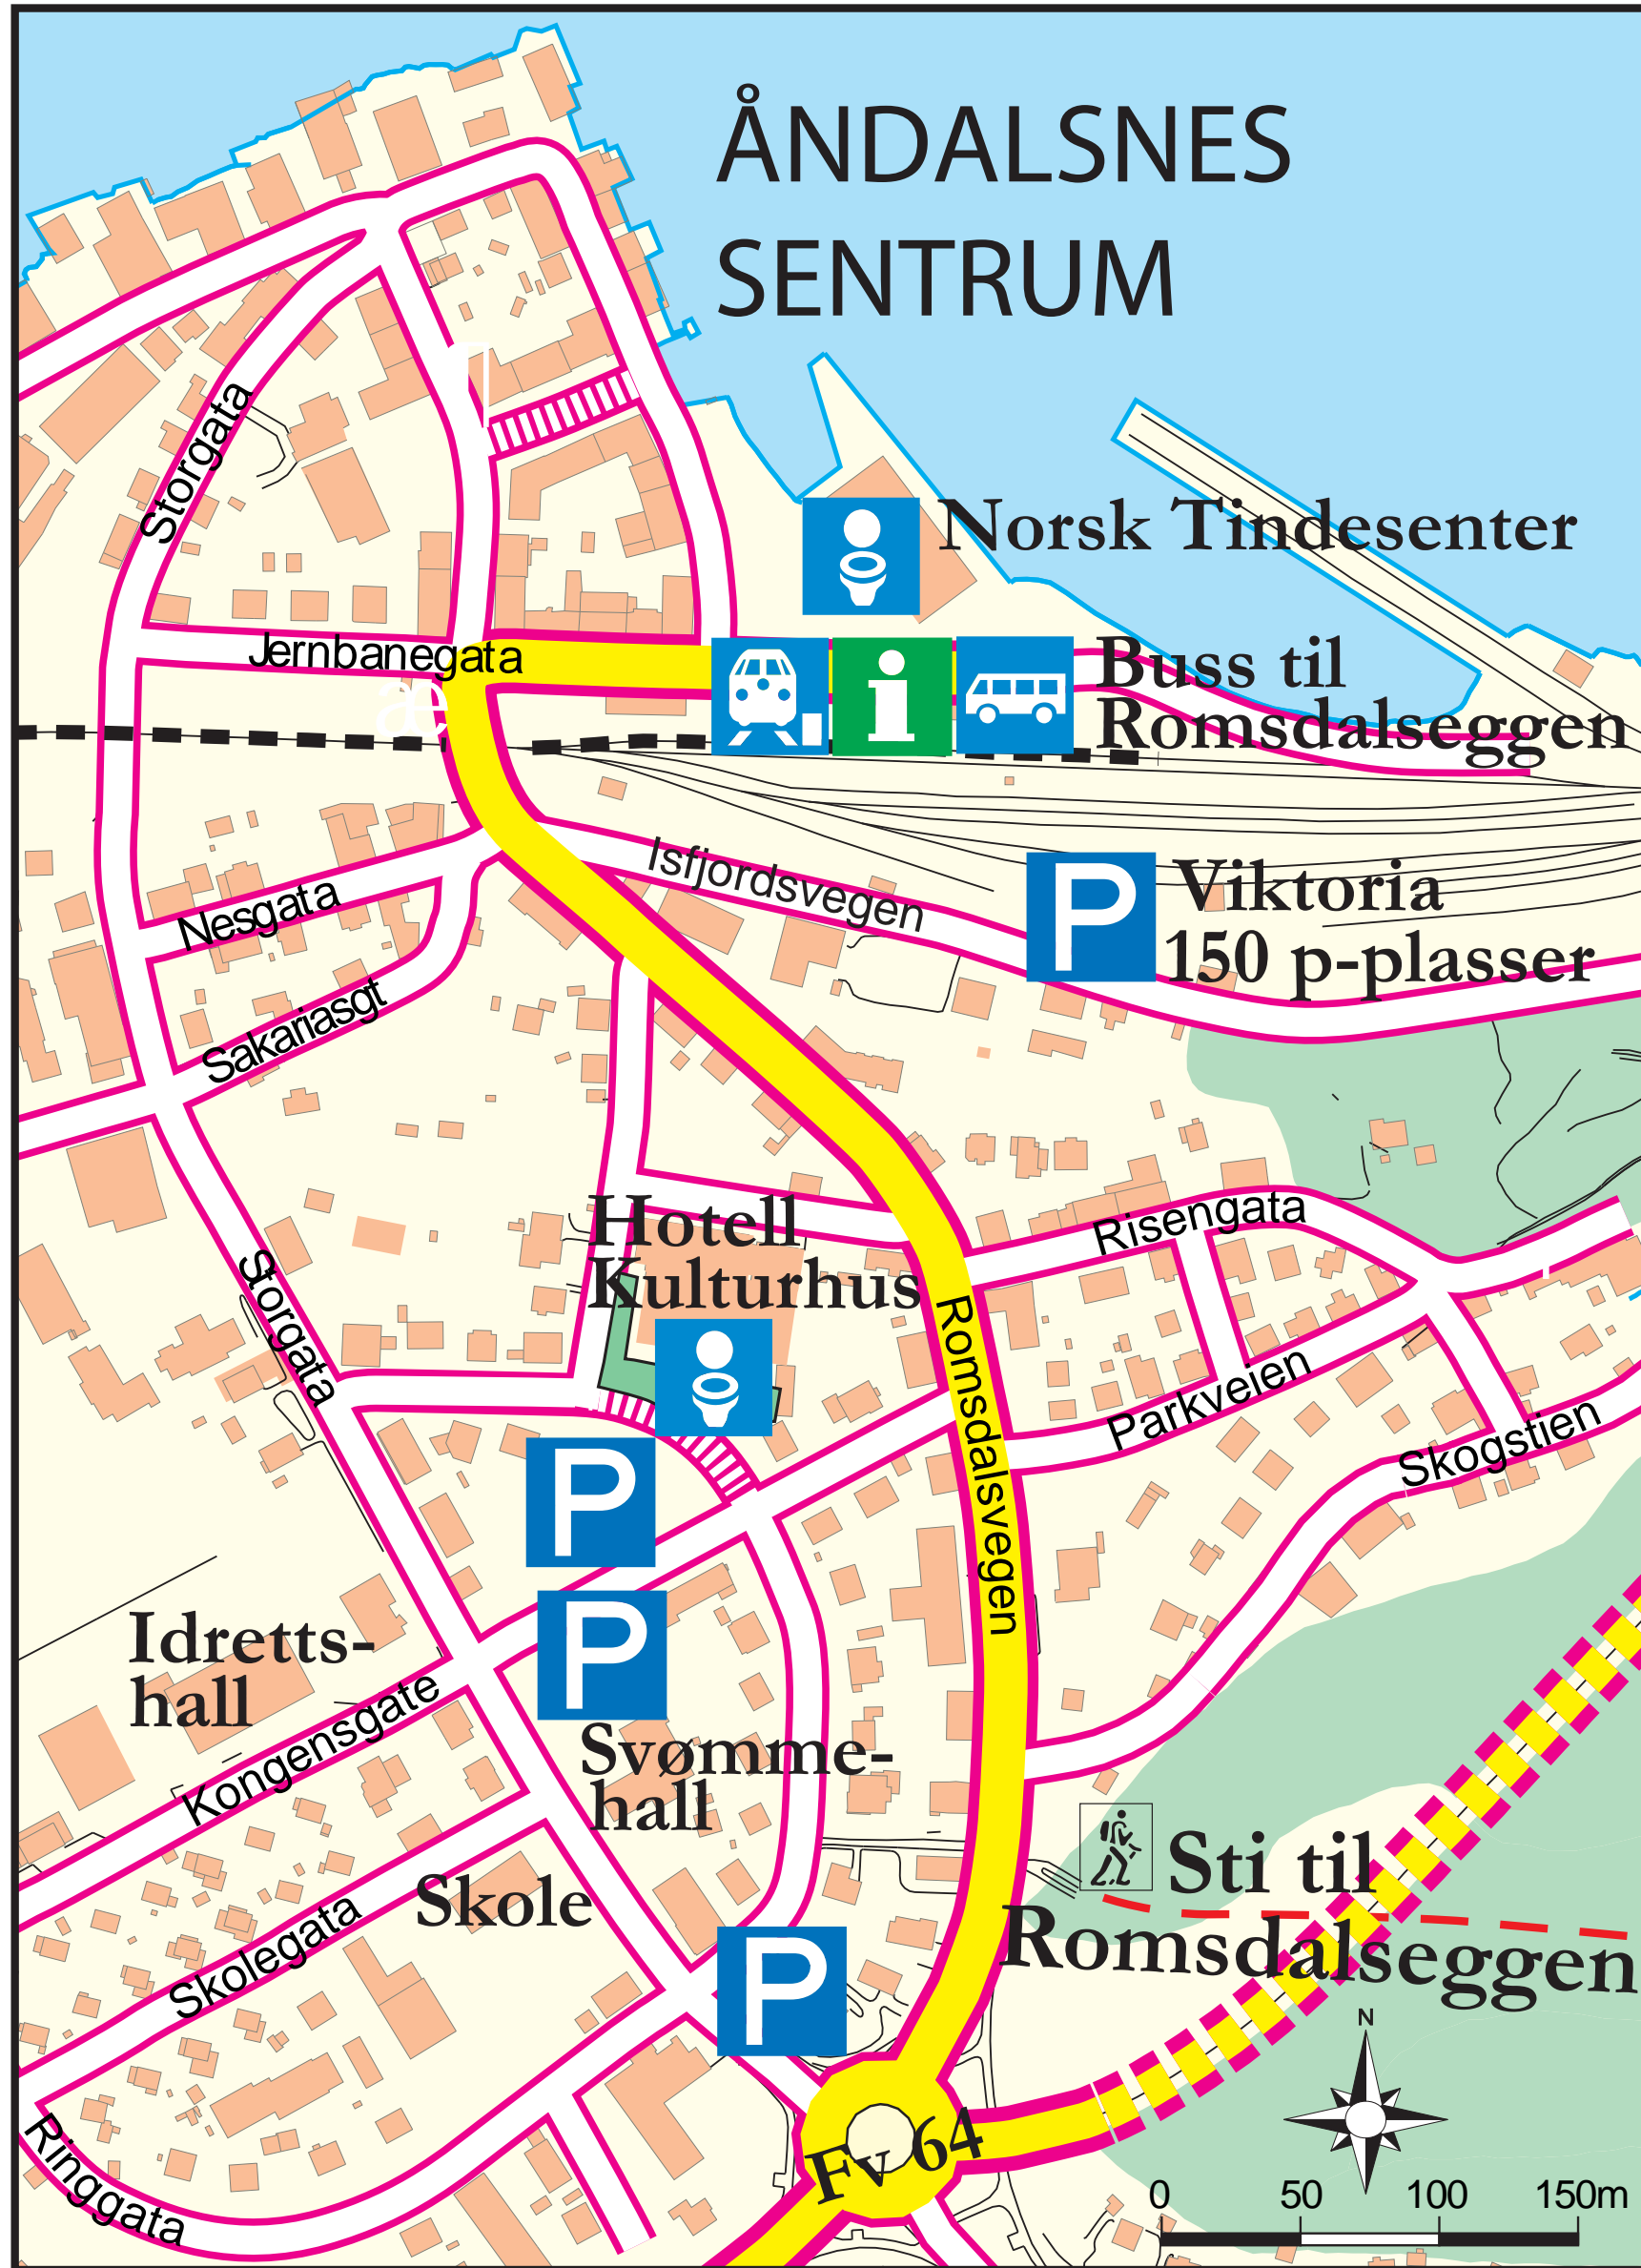 ÅNDALSNES
SENTRUM
Storgata
Norsk Tindesenter
Jernbanegata
æ
Buss til
Romsdalseggen
Isfjordsvegen
Nesgata
Viktoria
150 p-plasser
P
Sakariasgt
Hotell
Kulturhus
Risengata
Storgata
Romsdalsvegen
Parkveien
Skogstien
P
P
Idretts-
hall
Kongensgate
Svømme-
hall
Skole
Sti til
Romsdalseggen
Skolegata
P
N
Fv 64
Ringgata
0 50 100 150m